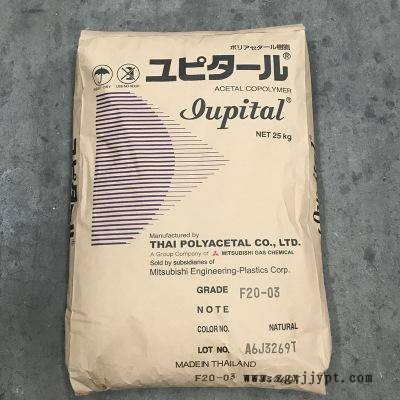 ポリアセタール樹脂
ユピタール®
ACETAL COPOLYMER
Iupital®
NET 25 kg
KEEP DRY
USE NO HOOK
Manufactured by
THAI POLYACETAL CO., LTD.
A Group Company of MITSUBISHI GAS CHEMICAL
Sold by subsidiaries of
Mitsubishi Engineering-Plastics Corp.
GRADE F20-03
NOTE
COLOR NO. NATURAL
LOT NO. A6J3269T
MADE IN THAILAND
F20-03